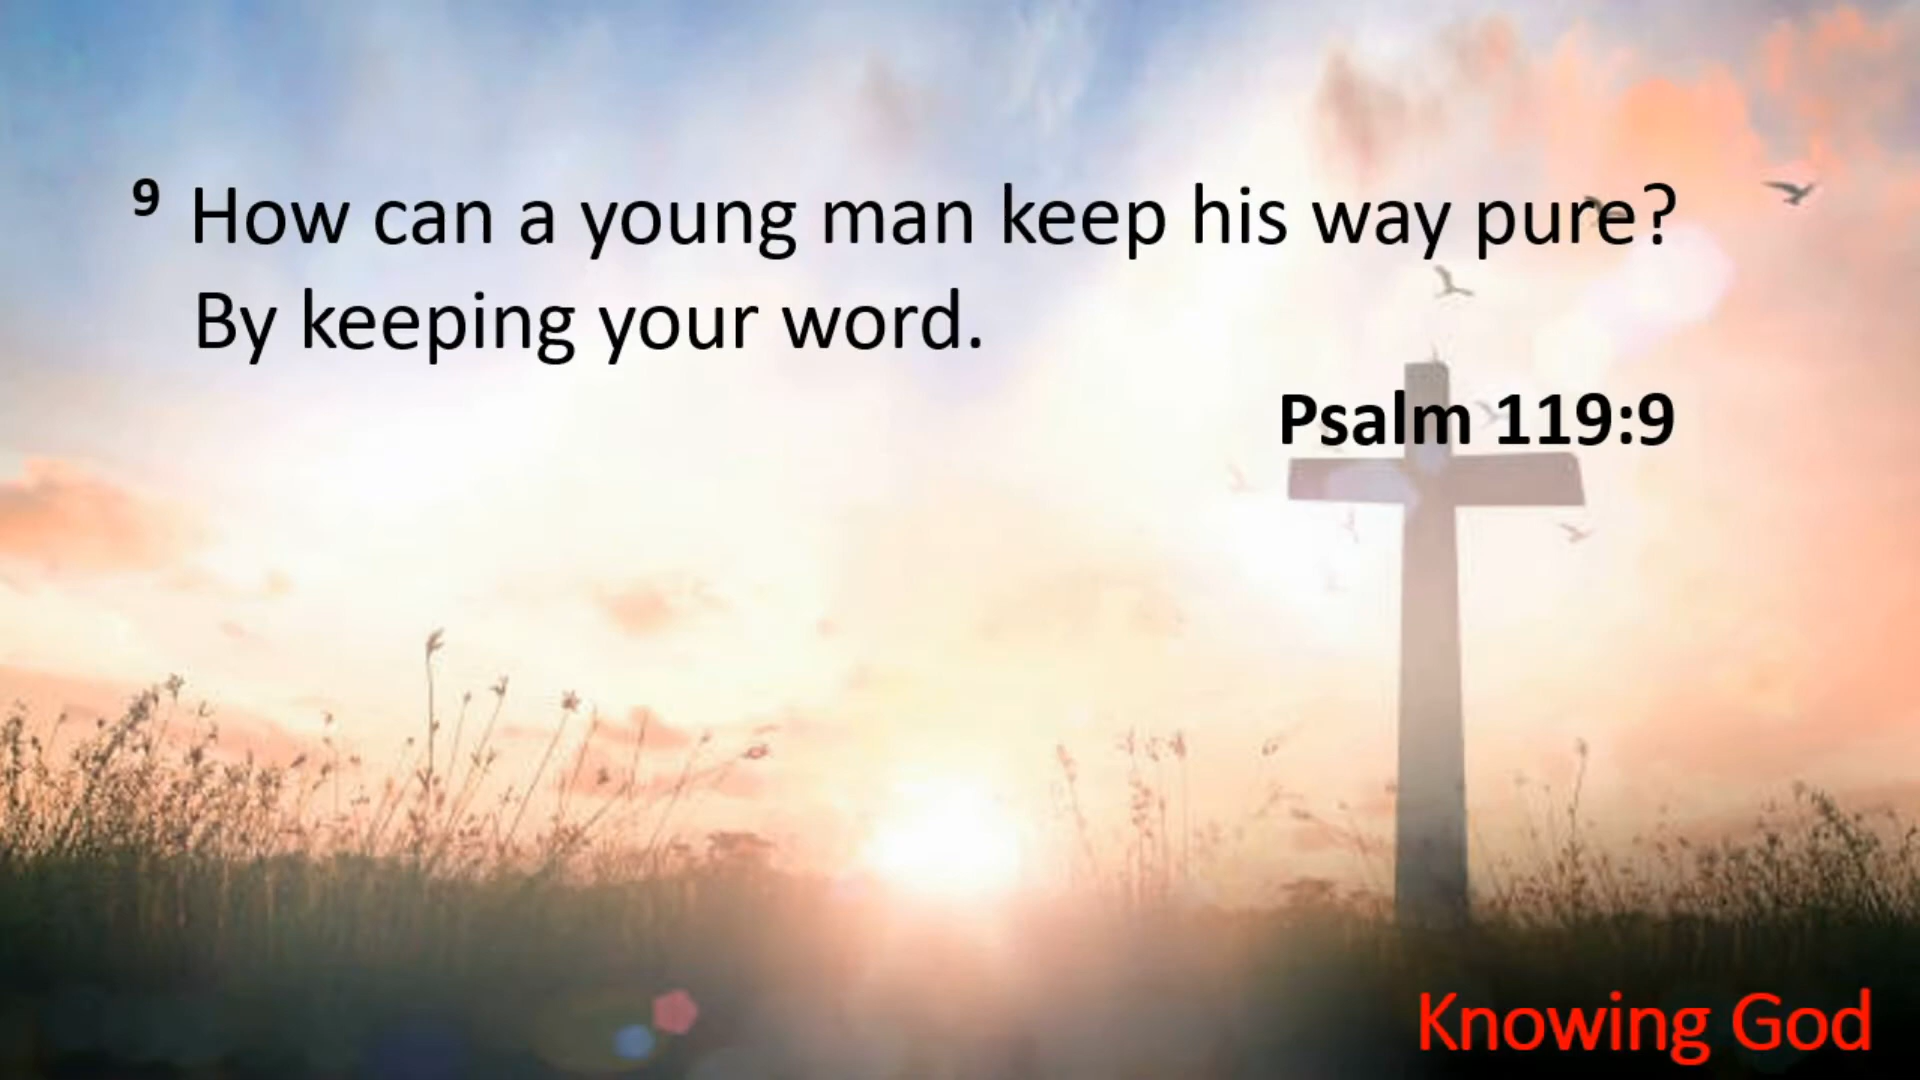 9 How can a young man keep his way pure?
By keeping your word.
Psalm 119:9
Knowing God